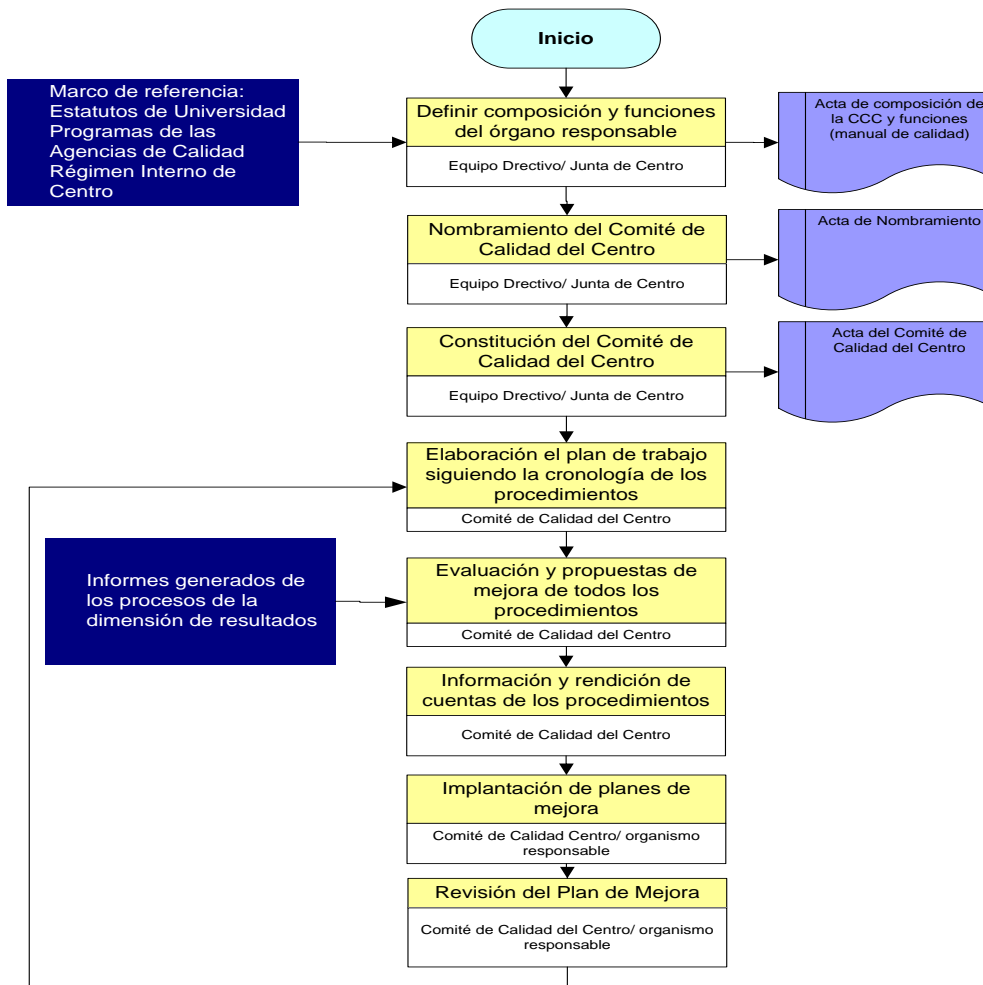 Inicio
Marco de referencia:
Estatutos de Universidad
Programas de las
Agencias de Calidad
Régimen Interno de
Centro
Definir composición y funciones
del órgano responsable
Equipo Drectivo/ Junta de Centro
Acta de composición de
la CCC y funciones
(manual de calidad)
Nombramiento del Comité de
Calidad del Centro
Equipo Drectivo/ Junta de Centro
Acta de Nombramiento
Constitución del Comité de
Calidad del Centro
Equipo Drectivo/ Junta de Centro
Acta del Comité de
Calidad del Centro
Elaboración el plan de trabajo
siguiendo la cronología de los
procedimientos
Comité de Calidad del Centro
Informes generados de
los procesos de la
dimensión de resultados
Evaluación y propuestas de
mejora de todos los
procedimientos
Comité de Calidad del Centro
Información y rendición de
cuentas de los procedimientos
Comité de Calidad del Centro
Implantación de planes de
mejora
Comité de Calidad Centro/ organismo
responsable
Revisión del Plan de Mejora
Comité de Calidad del Centro/ organismo
responsable